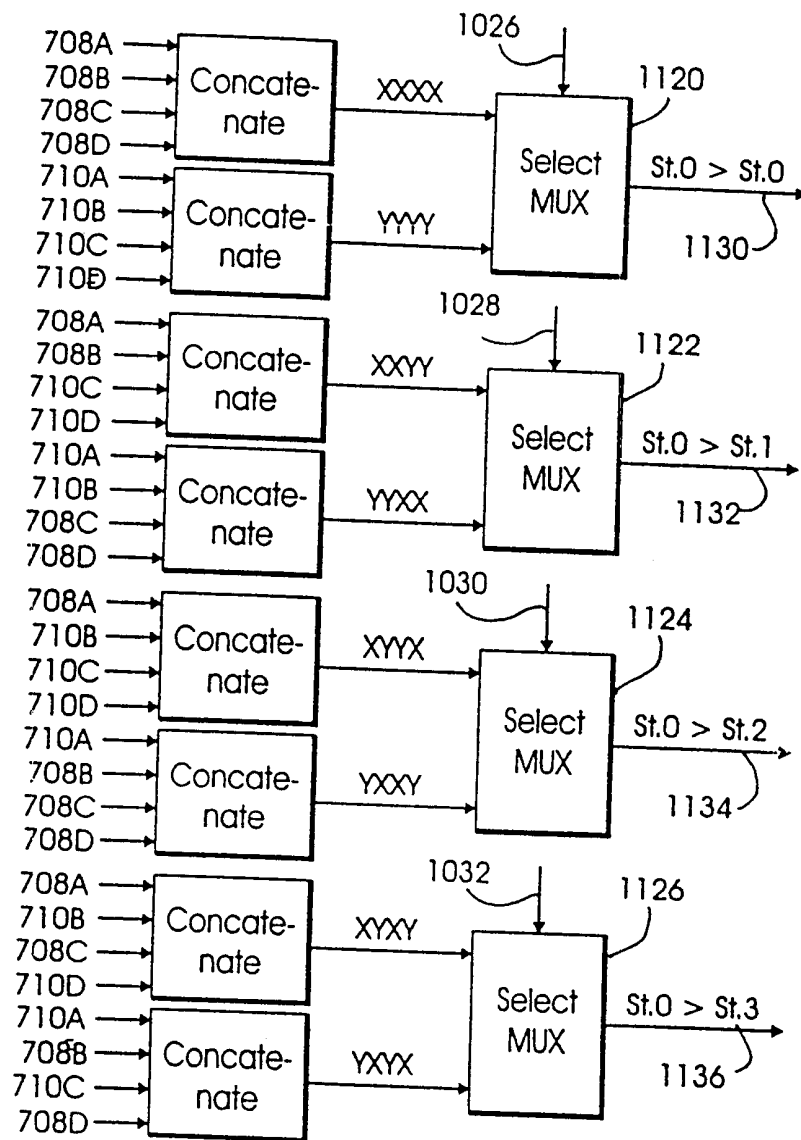 708A
708B
708C
708D
Concate-
nate
XXXX
710A
710B
710C
710D
Concate-
nate
YYYY
1026
Select
MUX
1120
St.0 > St.0
1130
708A
708B
710C
710D
Concate-
nate
XXYY
710A
710B
708C
708D
Concate-
nate
YYXX
1028
Select
MUX
1122
St.0 > St.1
1132
708A
710B
710C
710D
Concate-
nate
XYYX
710A
708B
708C
708D
Concate-
nate
YXXY
1030
Select
MUX
1124
St.0 > St.2
1134
708A
710B
708C
710D
Concate-
nate
XYXY
710A
708B
710C
708D
Concate-
nate
YXYX
1032
Select
MUX
1126
St.0 > St.3
1136